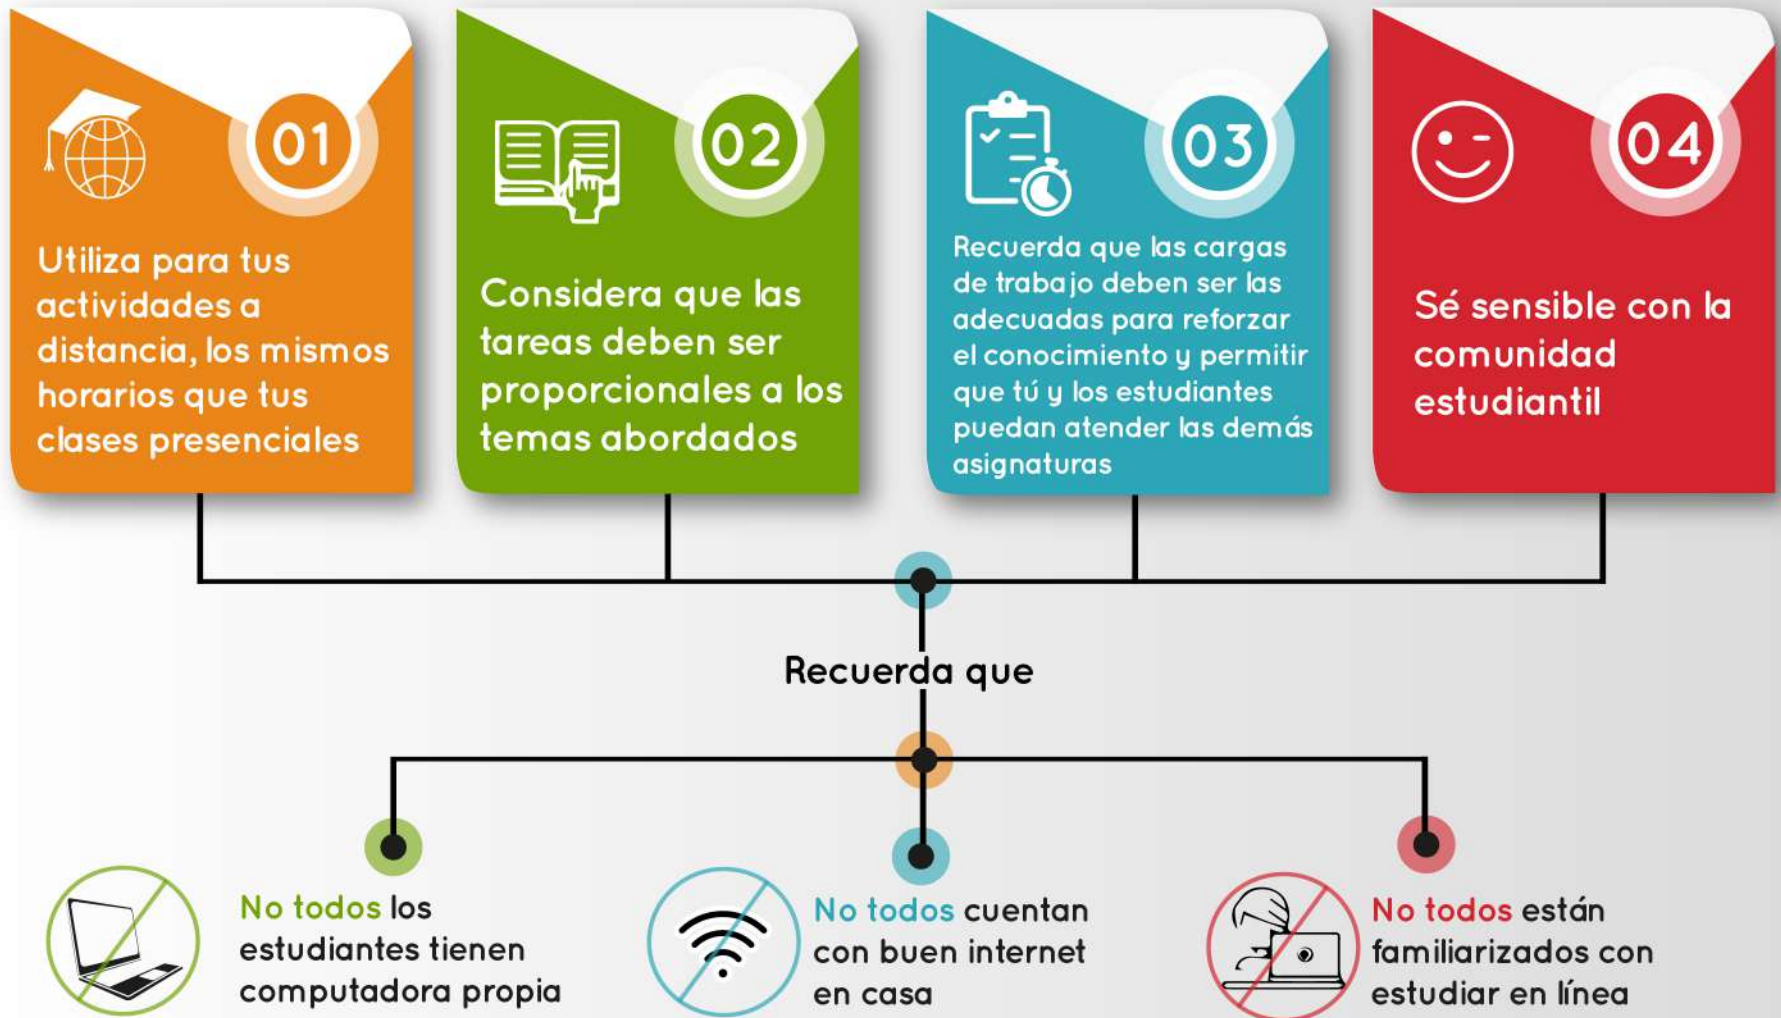 01
Utiliza para tus
actividades a
distancia, los mismos
horarios que tus
clases presenciales
02
Considera que las
tareas deben ser
proporcionales a los
temas abordados
03
Recuerda que las cargas
de trabajo deben ser las
adecuadas para reforzar
el conocimiento y permitir
que tú y los estudiantes
puedan atender las demás
asignaturas
04
Sé sensible con la
comunidad
estudiantil
Recuerda que
No todos los
estudiantes tienen
computadora propia
No todos cuentan
con buen internet
en casa
No todos están
familiarizados con
estudiar en línea